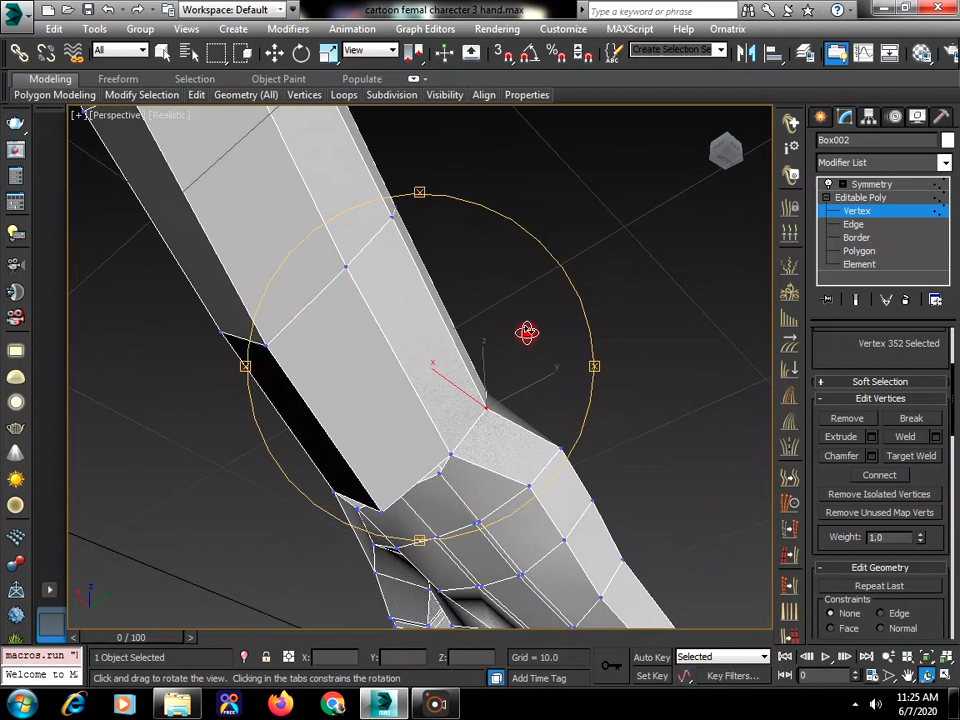 Workspace: Default
cartoon femal charecter 3 hand.max
Type a keyword or phrase
Edit Tools Group Views Create Modifiers Animation Graph Editors Rendering Customize MAXScript Help Ornatrix
All View Create Selection Se
Modeling Freeform Selection Object Paint Populate
Polygon Modeling Modify Selection Edit Geometry (All) Vertices Loops Subdivision Visibility Align Properties
[+][Perspective][Realistic]
Box002
Modifier List
Symmetry
Editable Poly
Vertex
Edge
Border
Polygon
Element
Vertex 352 Selected
Soft Selection
Edit Vertices
Remove Break
Extrude Weld
Chamfer Target Weld
Connect
Remove Isolated Vertices
Remove Unused Map Verts
Weight: 1.0
Edit Geometry
Repeat Last
Constraints
None Edge
Face Normal
x y z
0 / 100
macros.run "
Welcome to M
1 Object Selected X: Y: Z: Grid = 10.0
Click and drag to rotate the view. Clicking in the tabs constrains the rotation
Add Time Tag
Auto Key Selected
Set Key Key Filters... 0
11:25 AM
6/7/2020